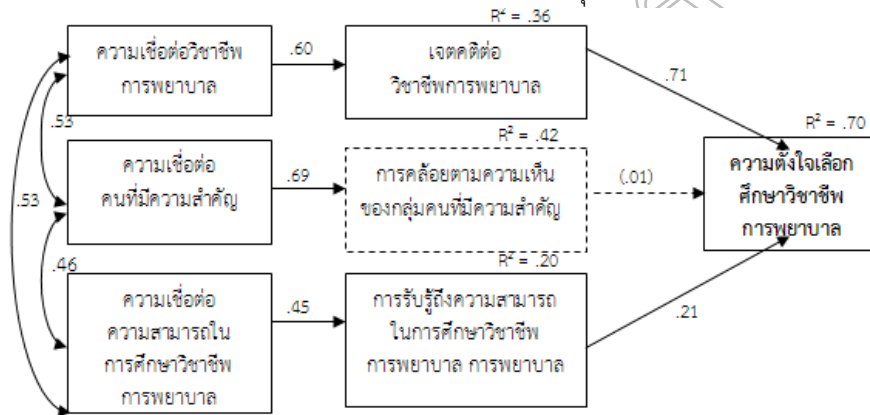 R² = .36
ความเชื่อต่อวิชาชีพ
การพยาบาล
.60
เจตคติต่อ
วิชาชีพการพยาบาล
.71
.53
R² = .42
R² = .70
ความเชื่อต่อ
คนที่มีความสำคัญ
.69
การคล้อยตามความเห็น
ของกลุ่มคนที่มีความสำคัญ
(.01)
ความตั้งใจเลือก
ศึกษาวิชาชีพ
การพยาบาล
.53
.46
R² = .20
ความเชื่อต่อ
ความสามารถใน
การศึกษาวิชาชีพ
การพยาบาล
.45
การรับรู้ถึงความสามารถ
ในการศึกษาวิชาชีพ
การพยาบาล การพยาบาล
.21